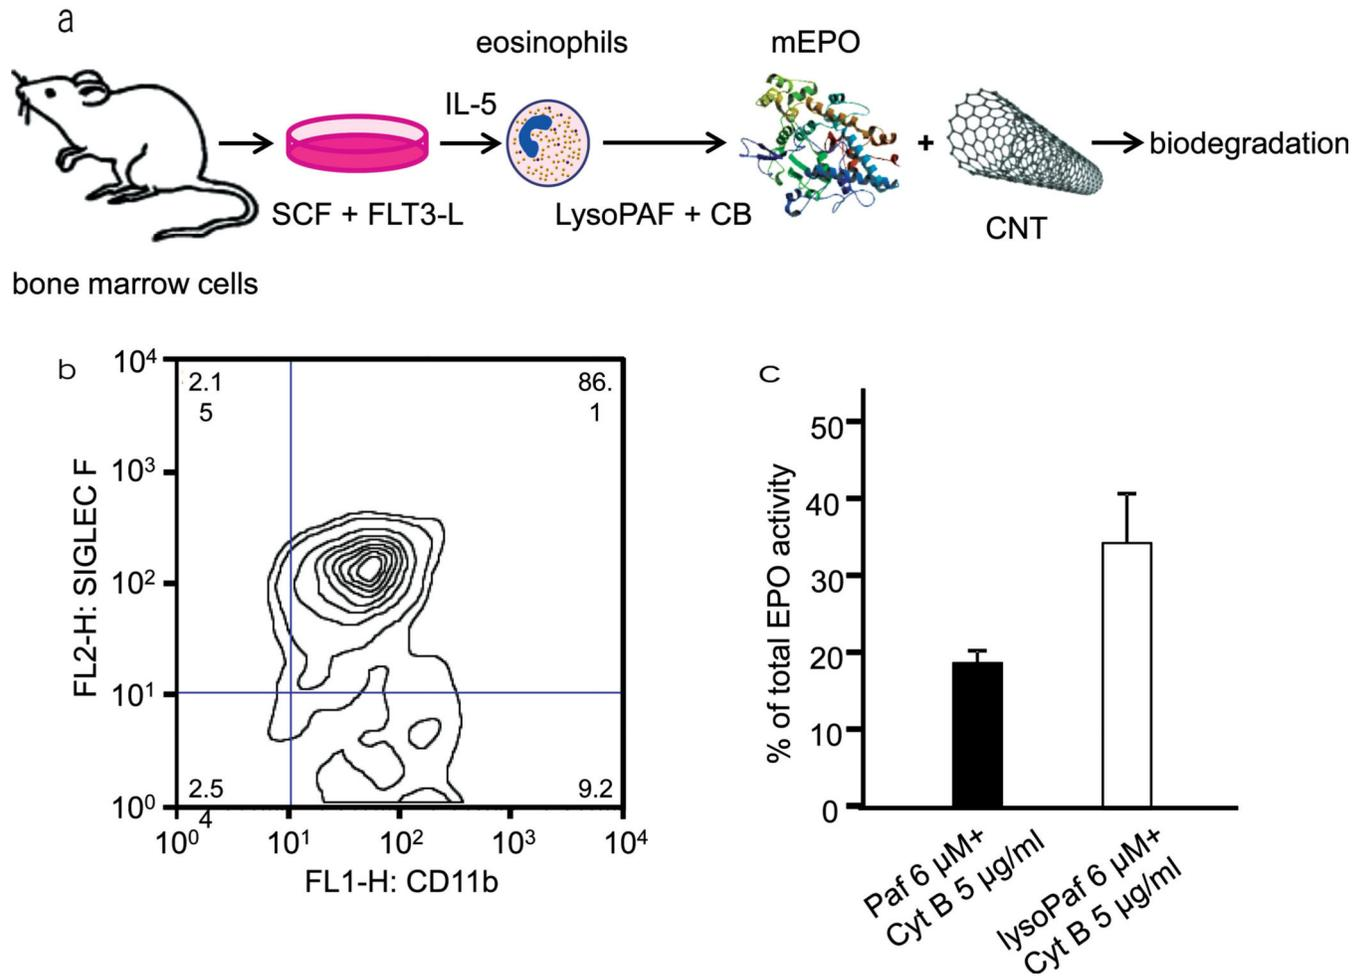 a
eosinophils
mEPO
IL-5
+
biodegradation
SCF + FLT3-L
LysoPAF + CB
CNT
bone marrow cells
b
10⁴
10³
10²
10¹
10⁰
FL2-H: SIGLEC F
2.1
5
86.
1
2.5
4
9.2
10⁰
10¹
10²
10³
10⁴
FL1-H: CD11b
c
50
40
30
20
10
0
% of total EPO activity
Paf 6 µM+
Cyt B 5 µg/ml
lysoPaf 6 µM+
Cyt B 5 µg/ml